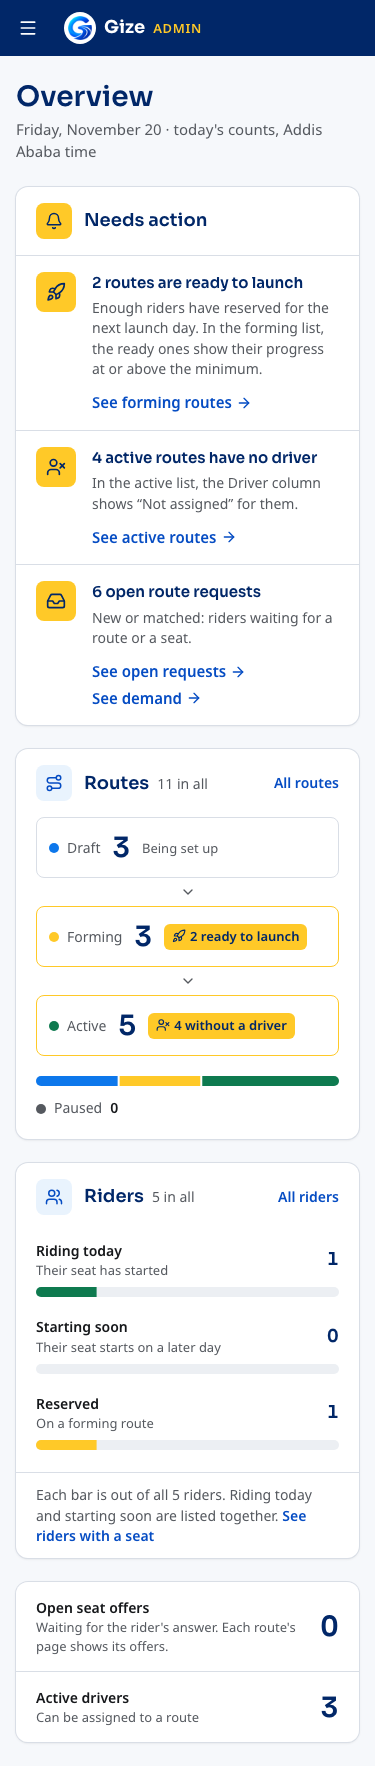 Gize ADMIN
Overview
Friday, November 20 · today's counts, Addis
Ababa time
Needs action
2 routes are ready to launch
Enough riders have reserved for the
next launch day. In the forming list,
the ready ones show their progress
at or above the minimum.
See forming routes →
4 active routes have no driver
In the active list, the Driver column
shows “Not assigned” for them.
See active routes →
6 open route requests
New or matched: riders waiting for a
route or a seat.
See open requests →
See demand →
Routes 11 in all All routes
Draft 3 Being set up
Forming 3 2 ready to launch
Active 5 4 without a driver
Paused 0
Riders 5 in all All riders
Riding today 1
Their seat has started
Starting soon 0
Their seat starts on a later day
Reserved 1
On a forming route
Each bar is out of all 5 riders. Riding today
and starting soon are listed together. See
riders with a seat
Open seat offers 0
Waiting for the rider's answer. Each route's
page shows its offers.
Active drivers 3
Can be assigned to a route